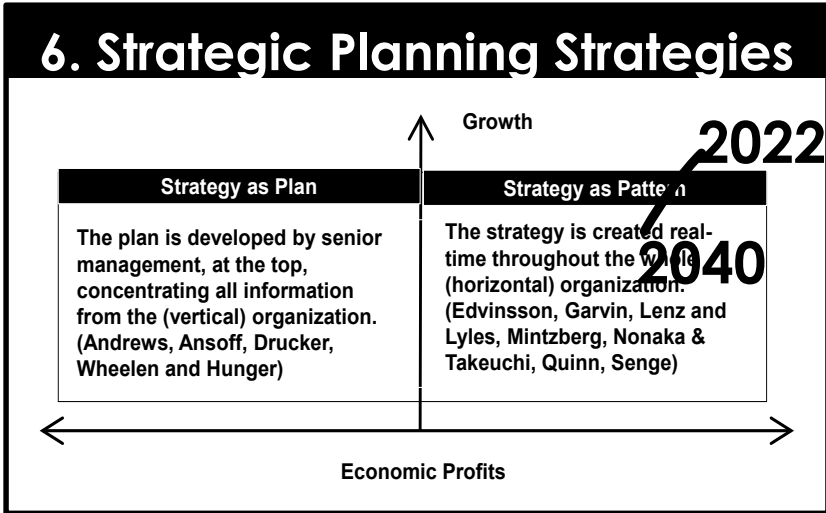 6. Strategic Planning Strategies
Growth
2022
2040
Strategy as Plan
The plan is developed by senior
management, at the top,
concentrating all information
from the (vertical) organization.
(Andrews, Ansoff, Drucker,
Wheelen and Hunger)
Strategy as Pattern
The strategy is created real-
time throughout the whole
(horizontal) organization.
(Edvinsson, Garvin, Lenz and
Lyles, Mintzberg, Nonaka &
Takeuchi, Quinn, Senge)
Economic Profits